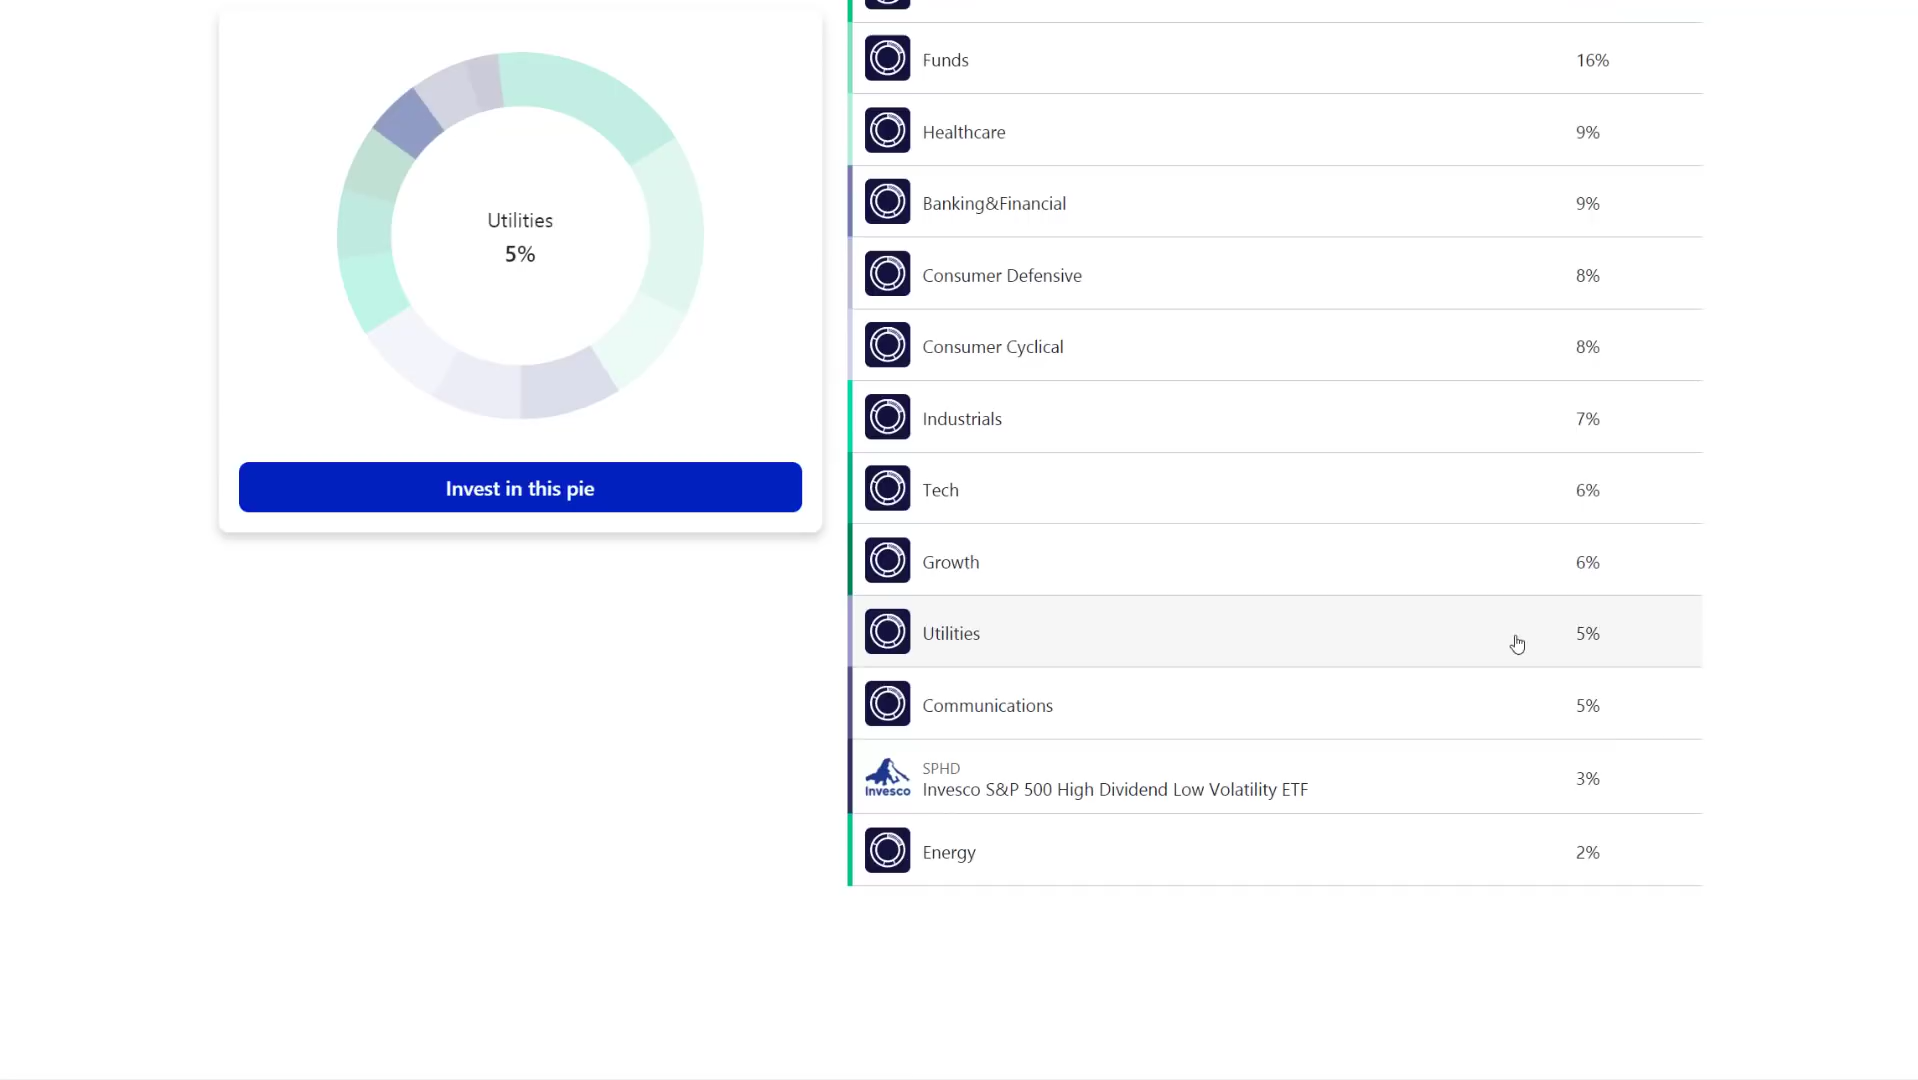 Utilities
5%
Invest in this pie
Funds 16%
Healthcare 9%
Banking&Financial 9%
Consumer Defensive 8%
Consumer Cyclical 8%
Industrials 7%
Tech 6%
Growth 6%
Utilities 5%
Communications 5%
Invesco
SPHD
Invesco S&P 500 High Dividend Low Volatility ETF 3%
Energy 2%